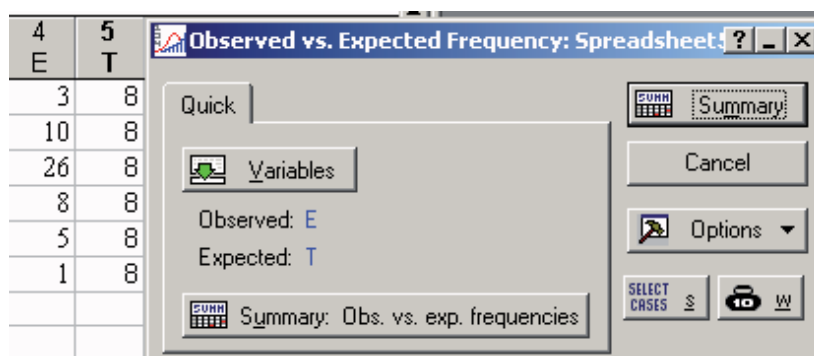 4 5
E T
3 8
10 8
26 8
8 8
5 8
1 8
Observed vs. Expected Frequency:
Quick
Variables
Observed: E
Expected: T
Summary: Obs. vs. exp. frequencies
Summary
Cancel
Options
SELECT
CASES S
10 W